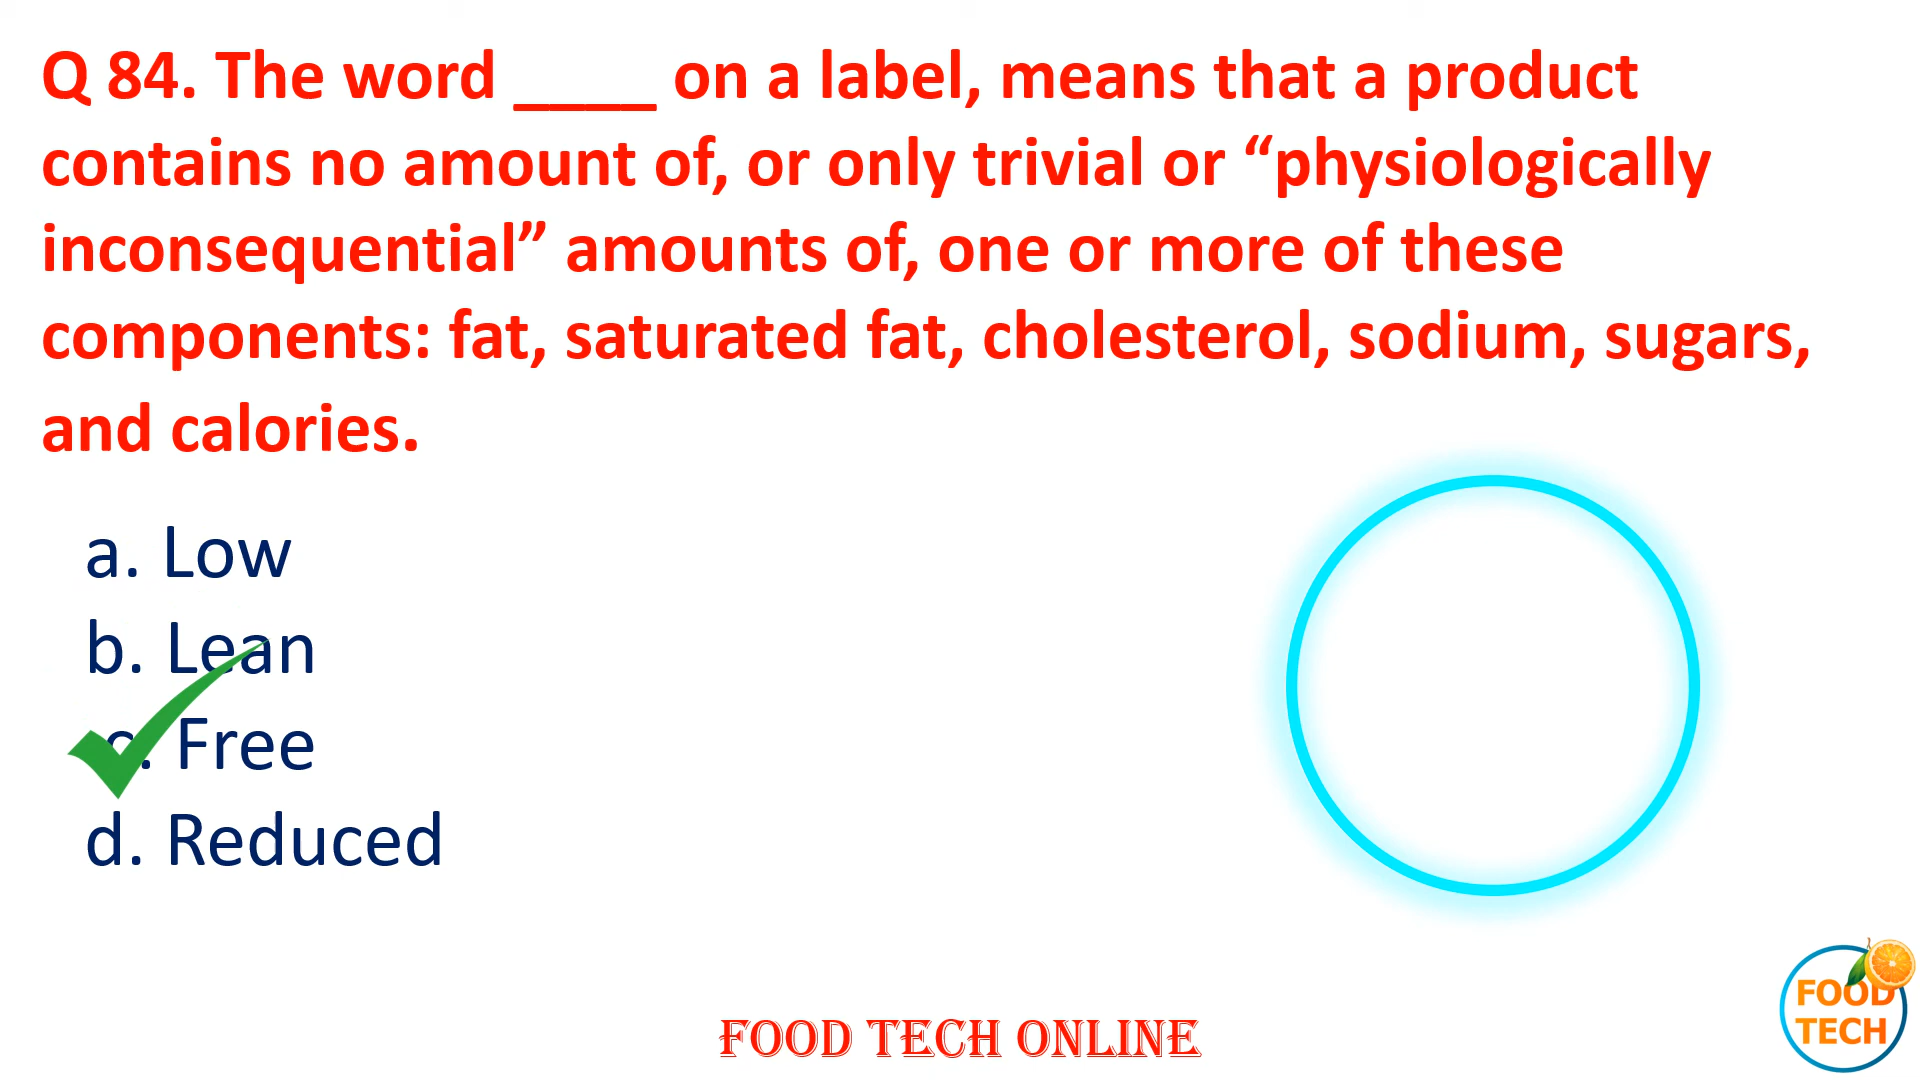 Q 84. The word ____ on a label, means that a product
contains no amount of, or only trivial or “physiologically
inconsequential” amounts of, one or more of these
components: fat, saturated fat, cholesterol, sodium, sugars,
and calories.
a. Low
b. Lean
c. Free
d. Reduced
FOOD TECH ONLINE
FOOD
TECH